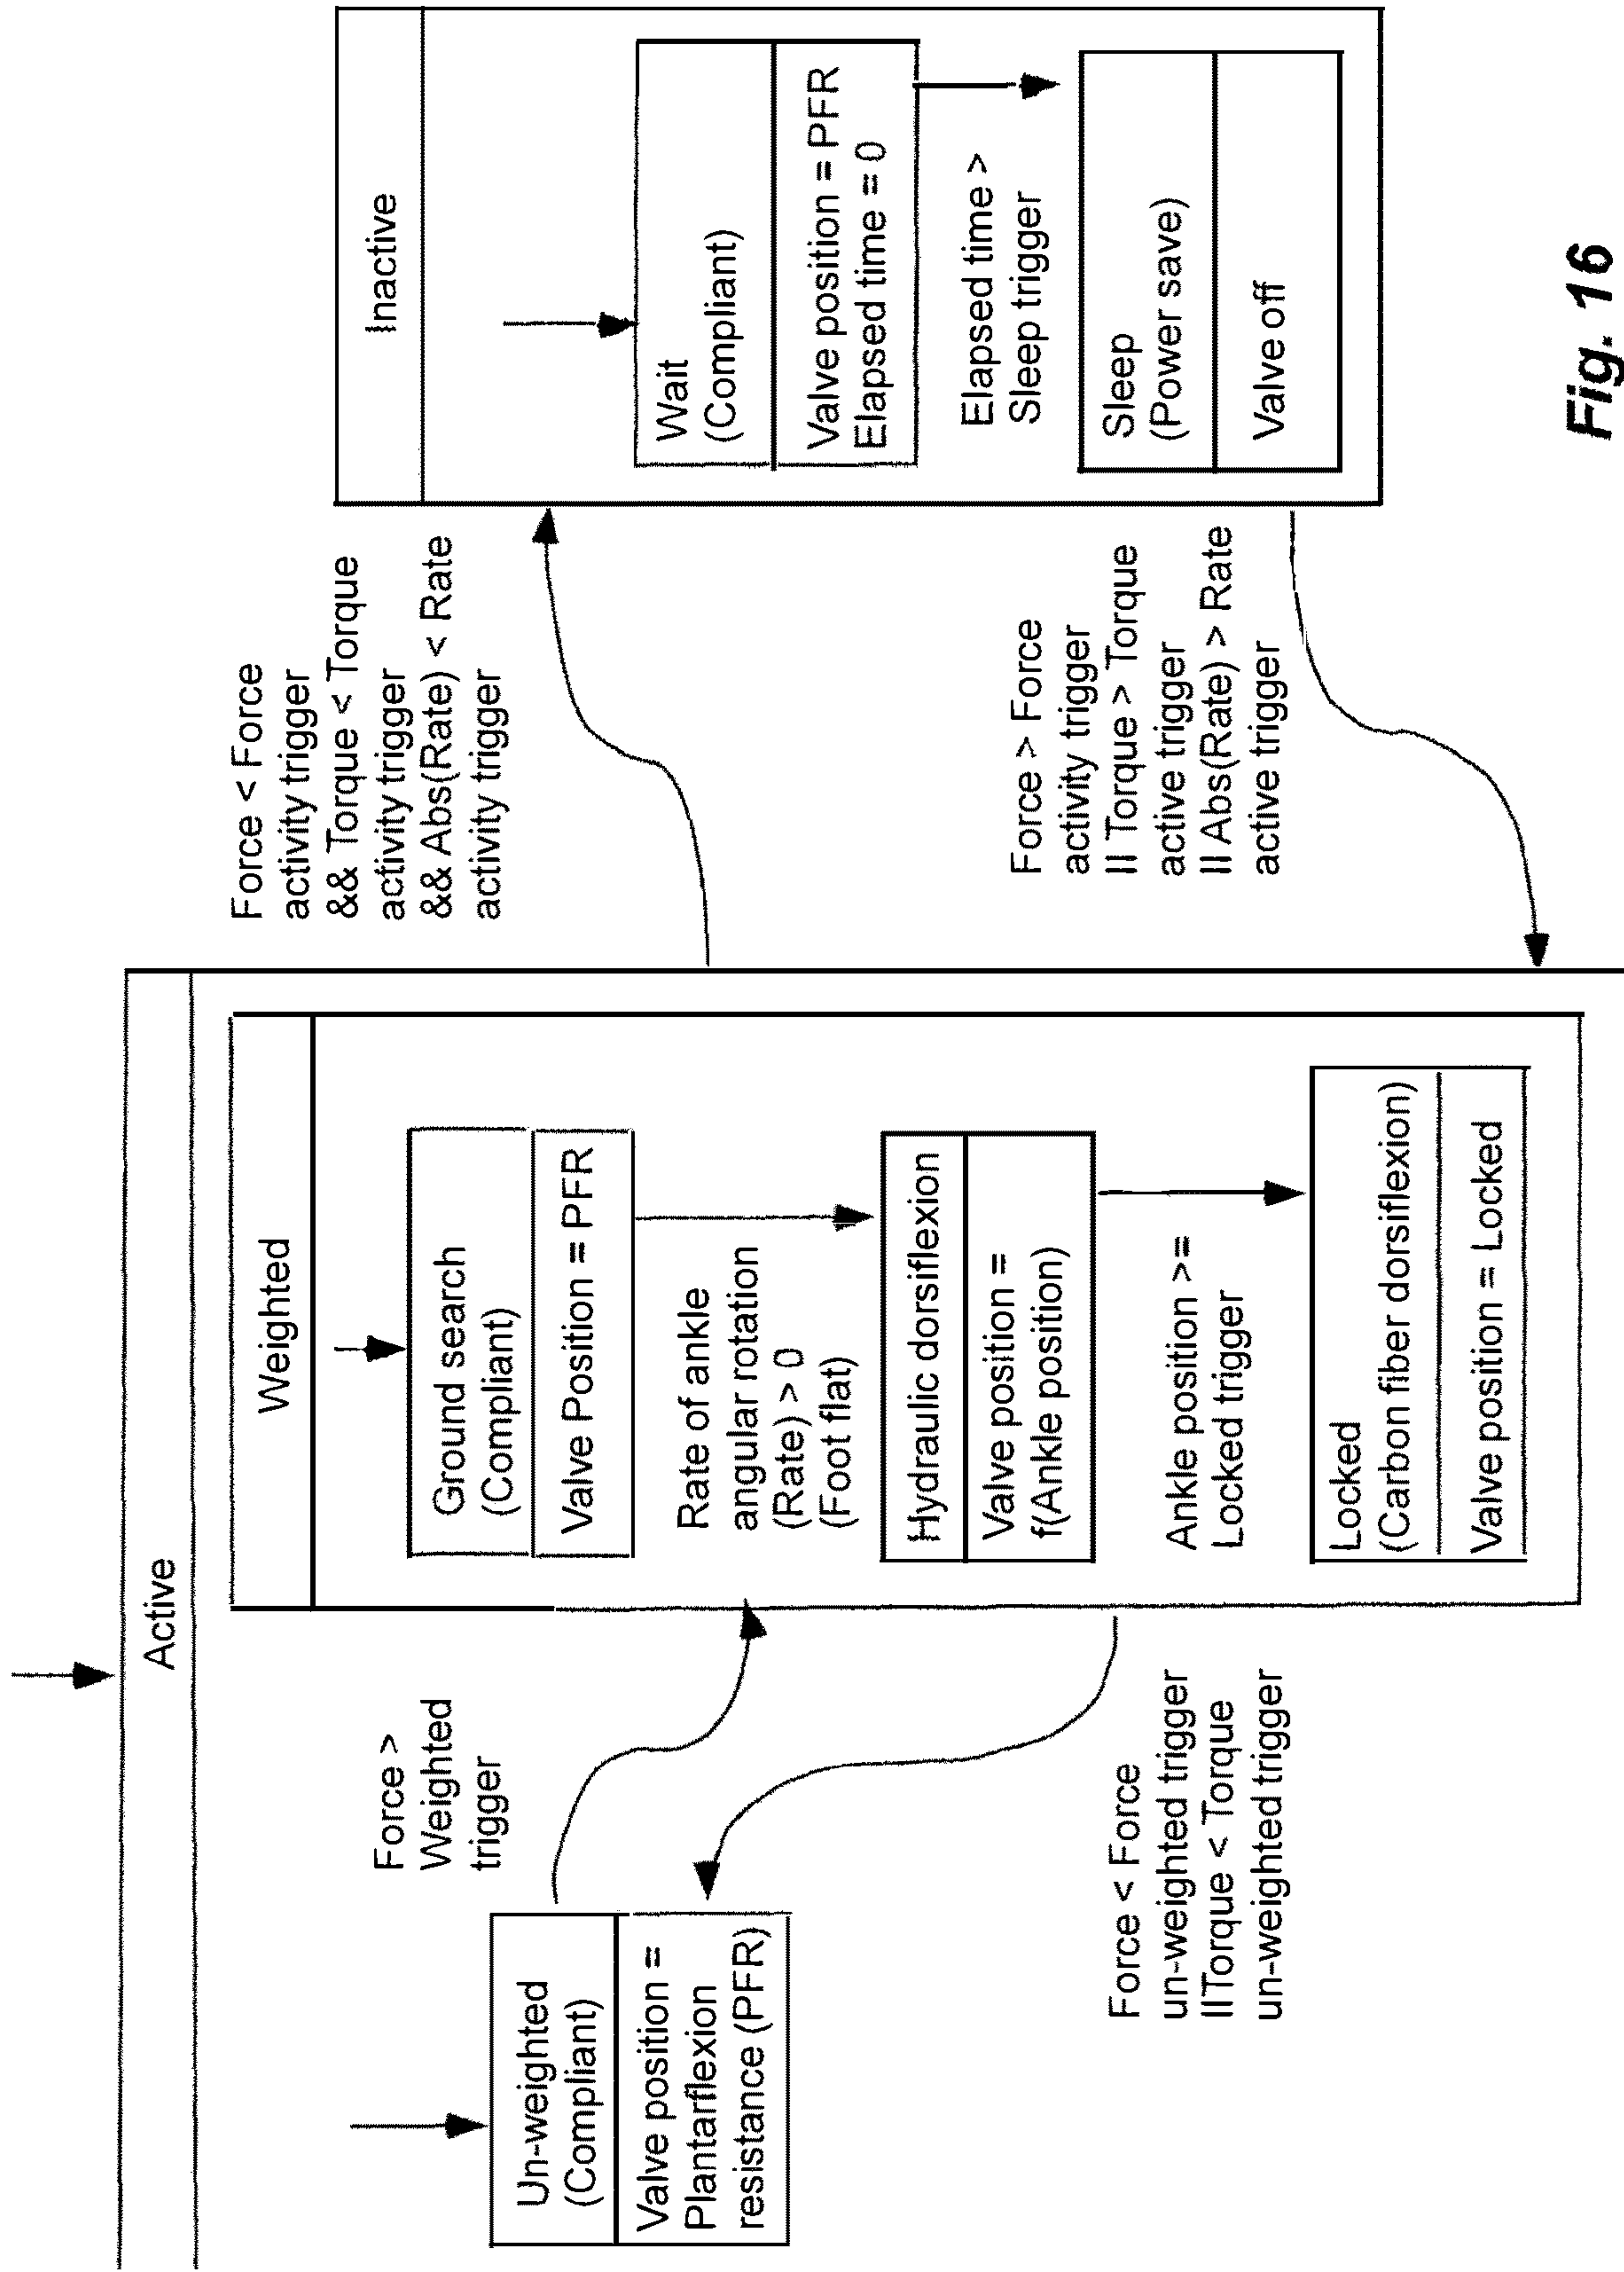 Active
Un-weighted
(Compliant)
Valve position =
Plantarflexion
resistance (PFR)
Force >
Weighted
trigger
Force < Force
un-weighted trigger
||Torque < Torque
un-weighted trigger
Weighted
Ground search
(Compliant)
Valve Position = PFR
Rate of ankle
angular rotation
(Rate) > 0
(Foot flat)
Hydraulic dorsiflexion
Valve position =
f(Ankle position)
Ankle position >=
Locked trigger
Locked
(Carbon fiber dorsiflexion)
Valve position = Locked
Force < Force
activity trigger
&& Torque < Torque
activity trigger
&& Abs(Rate) < Rate
activity trigger
Force > Force
activity trigger
|| Torque > Torque
active trigger
|| Abs(Rate) > Rate
active trigger
Inactive
Wait
(Compliant)
Valve position = PFR
Elapsed time = 0
Elapsed time >
Sleep trigger
Sleep
(Power save)
Valve off
Fig. 16